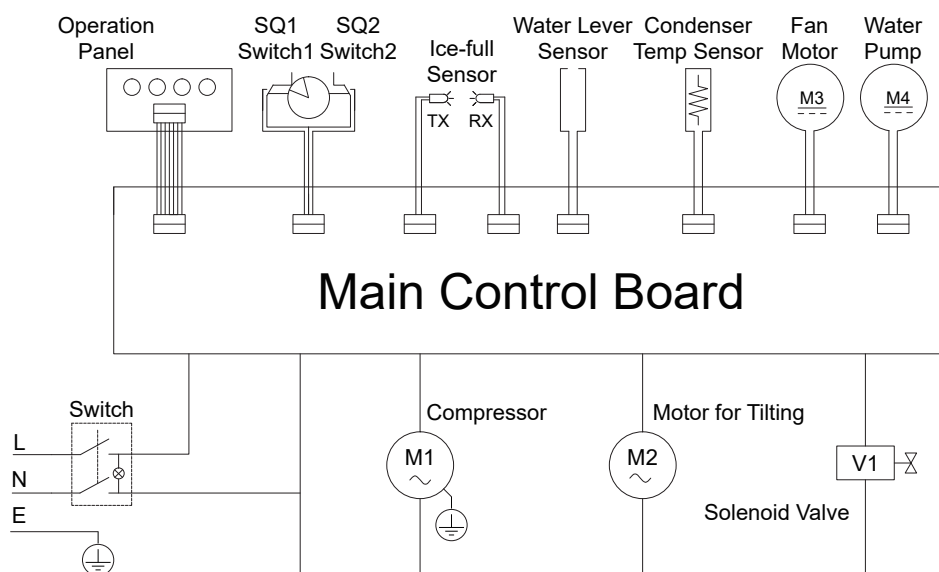 Operation
Panel
SQ1
Switch1
SQ2
Switch2
Ice-full
Sensor
TX
RX
Water Lever
Sensor
Condenser
Temp Sensor
Fan
Motor
M3
Water
Pump
M4
Main Control Board
Switch
L
N
E
Compressor
M1
Motor for Tilting
M2
V1
Solenoid Valve